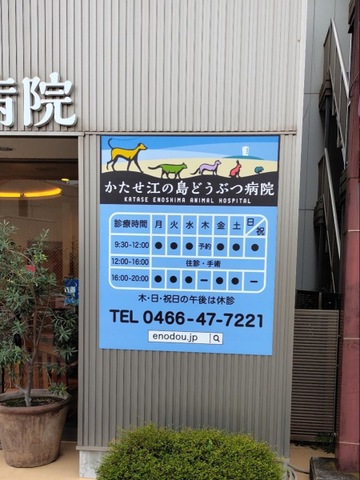 病院
かたせ江の島どうぶつ病院
KATASE ENOSHIMA ANIMAL HOSPITAL
診療時間 月 火 水 木 金 土 日/祝
9:30-12:00 ● ● ● 予約 ● ● ●
12:00-16:00 往診・手術
16:00-20:00 ● ● ● − ● ● −
木・日・祝日の午後は休診
TEL 0466-47-7221
enodou.jp